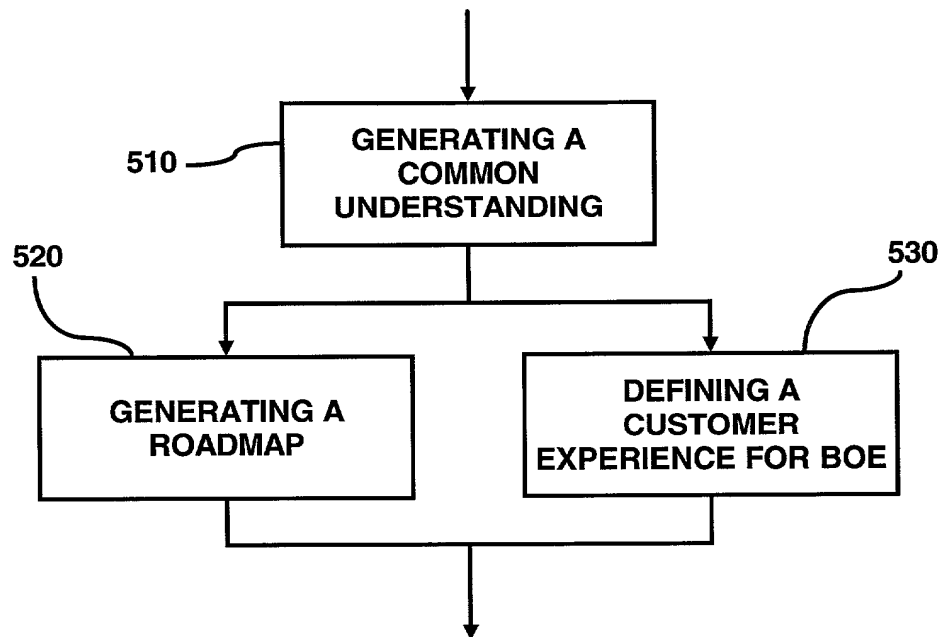 510
GENERATING A
COMMON
UNDERSTANDING
520
530
GENERATING A
ROADMAP
DEFINING A
CUSTOMER
EXPERIENCE FOR BOE